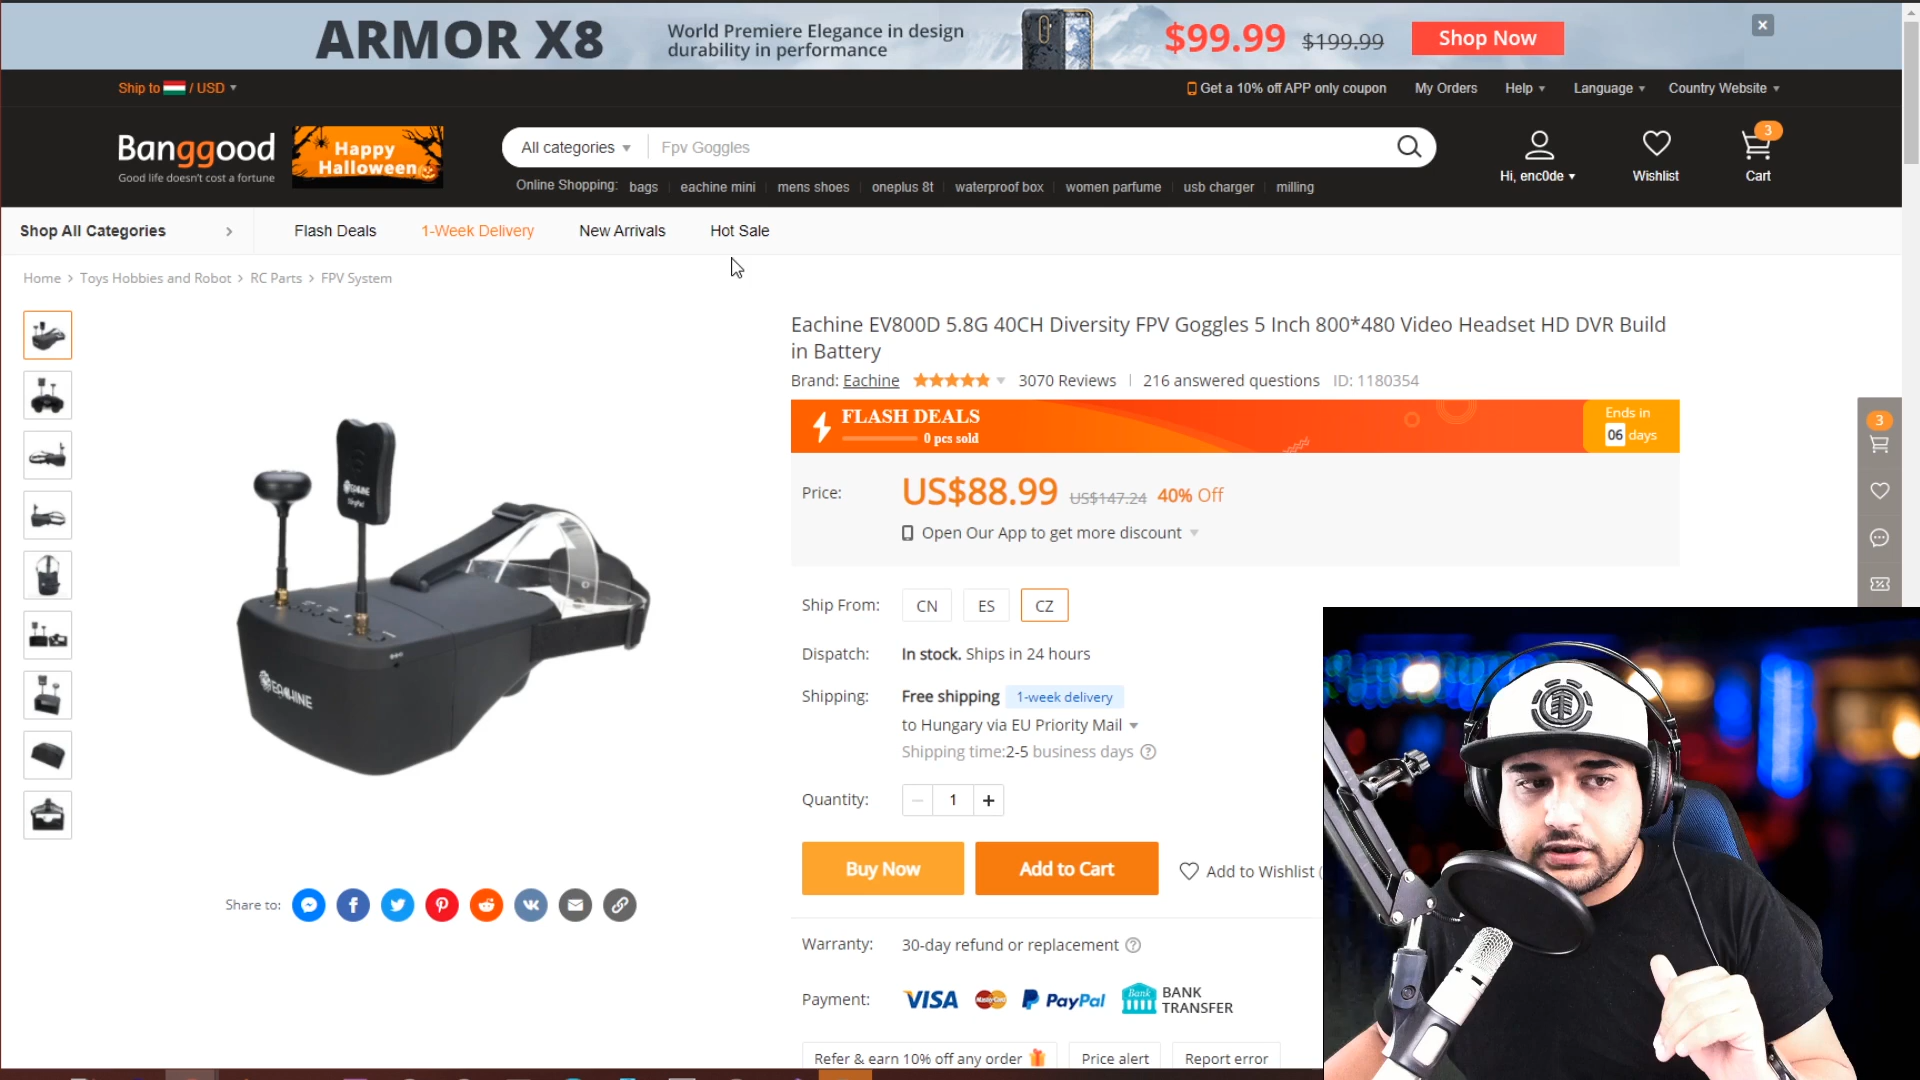 ARMOR X8
World Premiere Elegance in design
durability in performance
$99.99 $199.99
Shop Now
Ship to / USD
Get a 10% off APP only coupon
My Orders
Help
Language
Country Website
Banggood
Good life doesn't cost a fortune
Happy
Halloween
All categories
Fpv Goggles
Online Shopping: bags eachine mini mens shoes oneplus 8t waterproof box women parfume usb charger milling
Hi, enc0de
Wishlist
3
Cart
Shop All Categories
Flash Deals
1-Week Delivery
New Arrivals
Hot Sale
Home > Toys Hobbies and Robot > RC Parts > FPV System
Eachine EV800D 5.8G 40CH Diversity FPV Goggles 5 Inch 800*480 Video Headset HD DVR Build
in Battery
Brand: Eachine 3070 Reviews 216 answered questions ID: 1180354
FLASH DEALS
0 pcs sold
Ends in
06 days
3
Price: US$88.99 US$147.24 40% Off
Open Our App to get more discount
Ship From: CN ES CZ
Dispatch: In stock. Ships in 24 hours
Shipping: Free shipping 1-week delivery
to Hungary via EU Priority Mail
Shipping time:2-5 business days
Quantity: 1 +
Buy Now
Add to Cart
Add to Wishlist (
EACHINE
EACHINE
Share to:
Warranty: 30-day refund or replacement
Payment: VISA MasterCard PayPal Bank BANK
TRANSFER
Refer & earn 10% off any order
Price alert
Report error